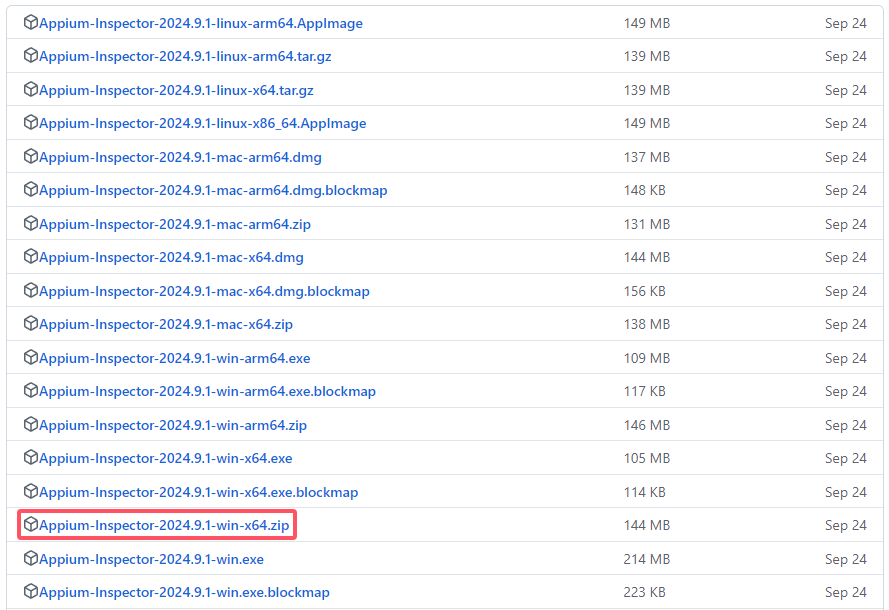 Appium-Inspector-2024.9.1-linux-arm64.AppImage 149 MB Sep 24
Appium-Inspector-2024.9.1-linux-arm64.tar.gz 139 MB Sep 24
Appium-Inspector-2024.9.1-linux-x64.tar.gz 139 MB Sep 24
Appium-Inspector-2024.9.1-linux-x86_64.AppImage 149 MB Sep 24
Appium-Inspector-2024.9.1-mac-arm64.dmg 137 MB Sep 24
Appium-Inspector-2024.9.1-mac-arm64.dmg.blockmap 148 KB Sep 24
Appium-Inspector-2024.9.1-mac-arm64.zip 131 MB Sep 24
Appium-Inspector-2024.9.1-mac-x64.dmg 144 MB Sep 24
Appium-Inspector-2024.9.1-mac-x64.dmg.blockmap 156 KB Sep 24
Appium-Inspector-2024.9.1-mac-x64.zip 138 MB Sep 24
Appium-Inspector-2024.9.1-win-arm64.exe 109 MB Sep 24
Appium-Inspector-2024.9.1-win-arm64.exe.blockmap 117 KB Sep 24
Appium-Inspector-2024.9.1-win-arm64.zip 146 MB Sep 24
Appium-Inspector-2024.9.1-win-x64.exe 105 MB Sep 24
Appium-Inspector-2024.9.1-win-x64.exe.blockmap 114 KB Sep 24
Appium-Inspector-2024.9.1-win-x64.zip 144 MB Sep 24
Appium-Inspector-2024.9.1-win.exe 214 MB Sep 24
Appium-Inspector-2024.9.1-win.exe.blockmap 223 KB Sep 24